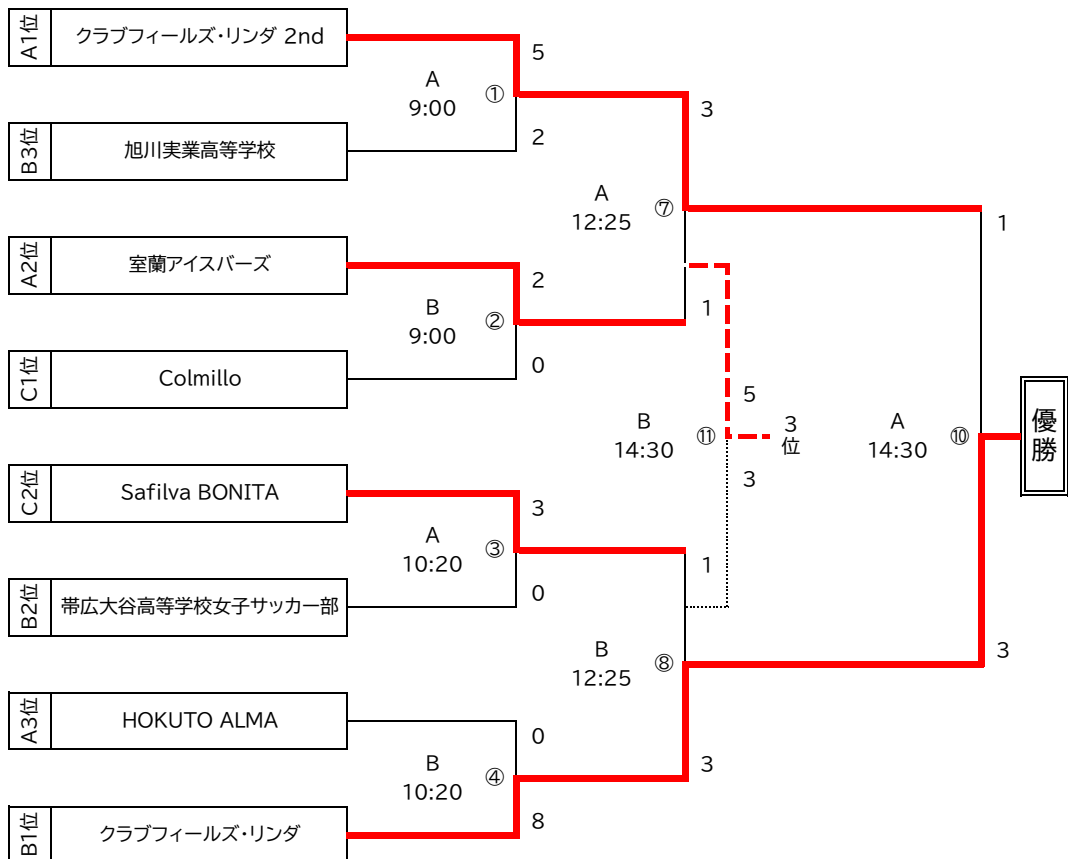 A1位
クラブフィールズ・リンダ 2nd
5
A
9:00
①
3
B3位
旭川実業高等学校
2
A
12:25
⑦
1
A2位
室蘭アイスバーズ
2
B
9:00
②
1
C1位
Colmillo
0
5
B
14:30
⑪
3
位
A
14:30
⑩
優
勝
3
C2位
Safilva BONITA
3
A
10:20
③
1
B2位
帯広大谷高等学校女子サッカー部
0
B
12:25
⑧
3
A3位
HOKUTO ALMA
0
B
10:20
④
3
B1位
クラブフィールズ・リンダ
8